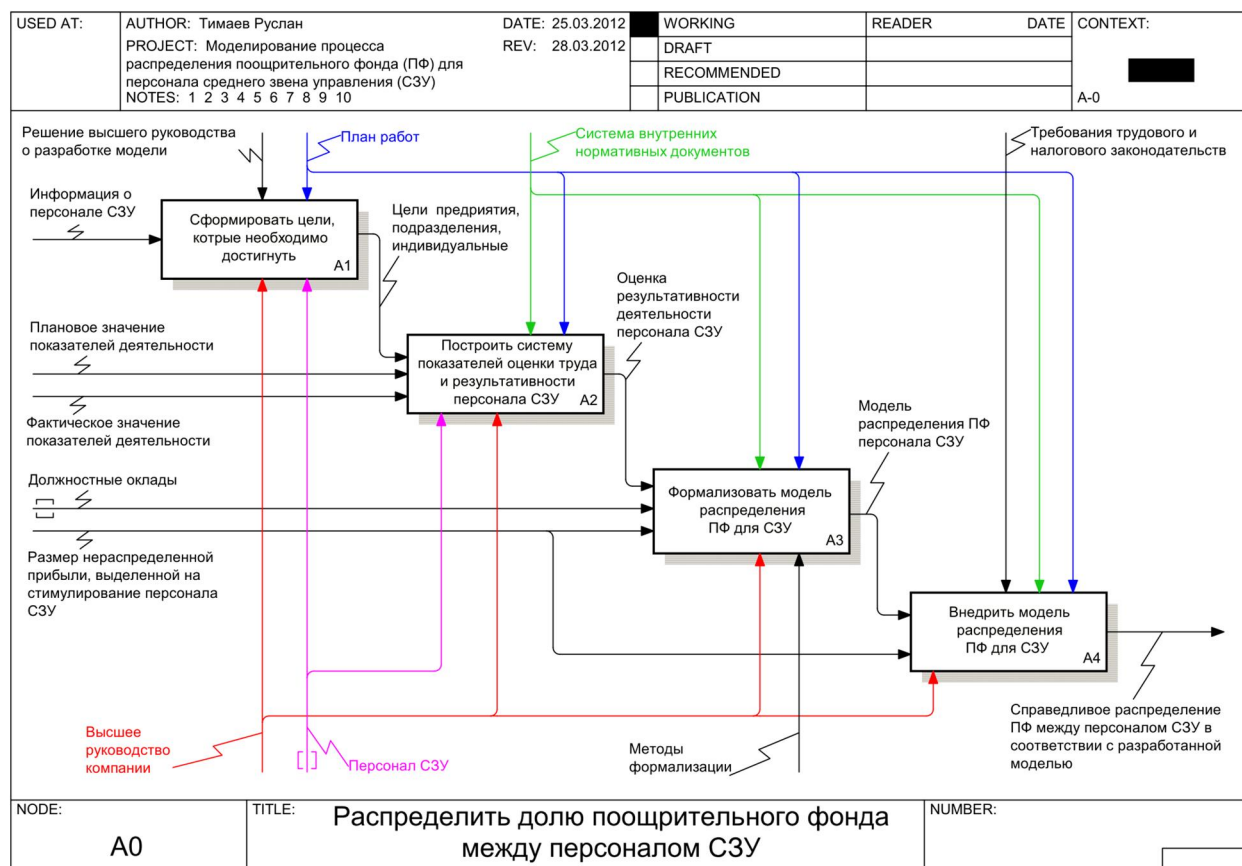 USED AT:
AUTHOR: Тимаев Руслан
DATE: 25.03.2012
PROJECT: Моделирование процесса
распределения поощрительного фонда (ПФ) для
персонала среднего звена управления (СЗУ)
REV: 28.03.2012
NOTES: 1 2 3 4 5 6 7 8 9 10
WORKING
DRAFT
RECOMMENDED
PUBLICATION
READER
DATE
CONTEXT:
A-0
Решение высшего руководства
о разработке модели
План работ
Система внутренних
нормативных документов
Требования трудового и
налогового законодательств
Информация о
персонале СЗУ
Сформировать цели,
котрые необходимо
достигнуть
A1
Цели предприятия,
подразделения,
индивидуальные
Оценка
результативности
деятельности
персонала СЗУ
Плановое значение
показателей деятельности
Построить систему
показателей оценки труда
и результативности
персонала СЗУ
A2
Фактическое значение
показателей деятельности
Модель
распределения ПФ
персонала СЗУ
Должностные оклады
Формализовать модель
распределения
ПФ для СЗУ
A3
Размер нераспределенной
прибыли, выделенной на
стимулирование персонала
СЗУ
Внедрить модель
распределения
ПФ для СЗУ
A4
Справедливое распределение
ПФ между персоналом СЗУ в
соответствии с разработанной
моделью
Высшее
руководство
компании
Персонал СЗУ
Методы
формализации
NODE:
A0
TITLE:
Распределить долю поощрительного фонда
между персоналом СЗУ
NUMBER: